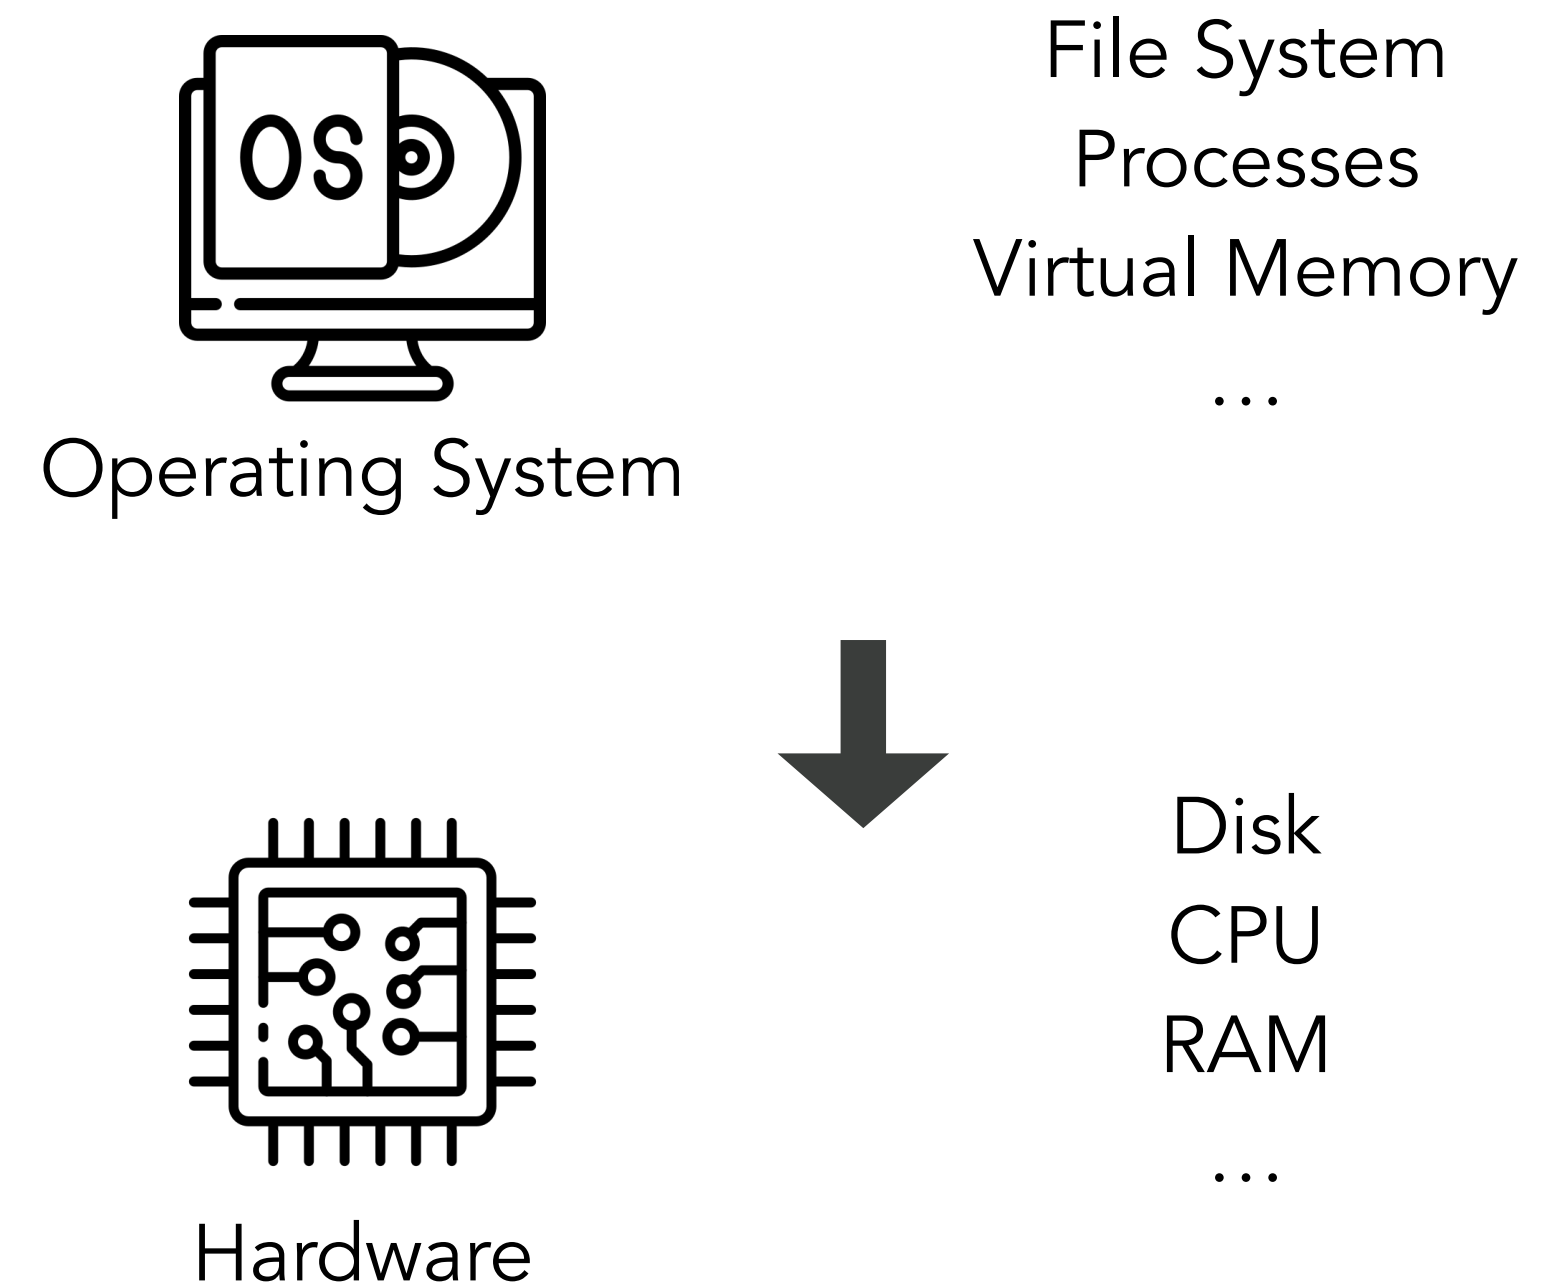 OS
Operating System
File System
Processes
Virtual Memory
...
Hardware
Disk
CPU
RAM
...